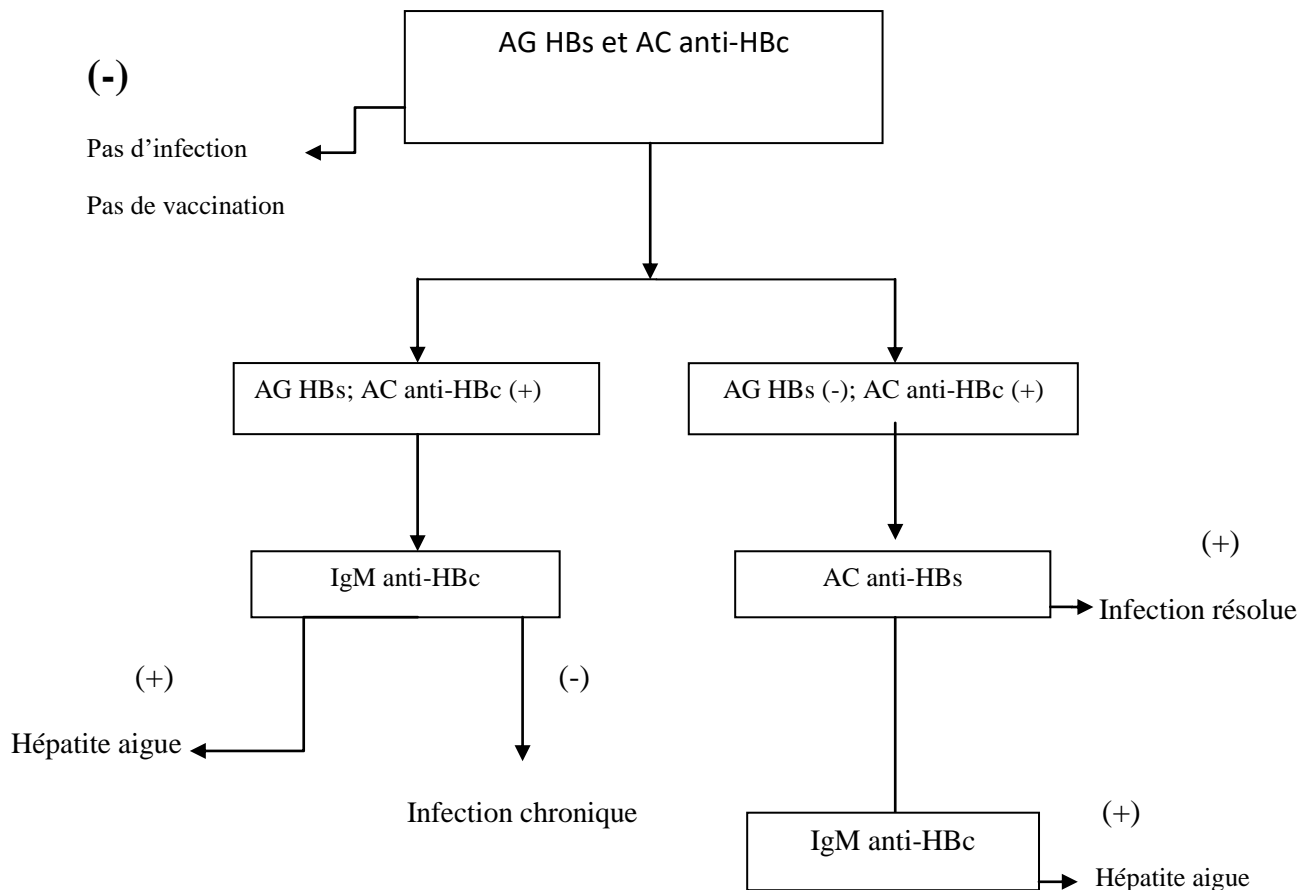 AG HBs et AC anti-HBc
(-)
Pas d’infection
Pas de vaccination
AG HBs; AC anti-HBc (+)
AG HBs (-); AC anti-HBc (+)
IgM anti-HBc
AC anti-HBs
(+)
Infection résolue
(+)
(-)
Hépatite aigue
Infection chronique
IgM anti-HBc
(+)
Hépatite aigue